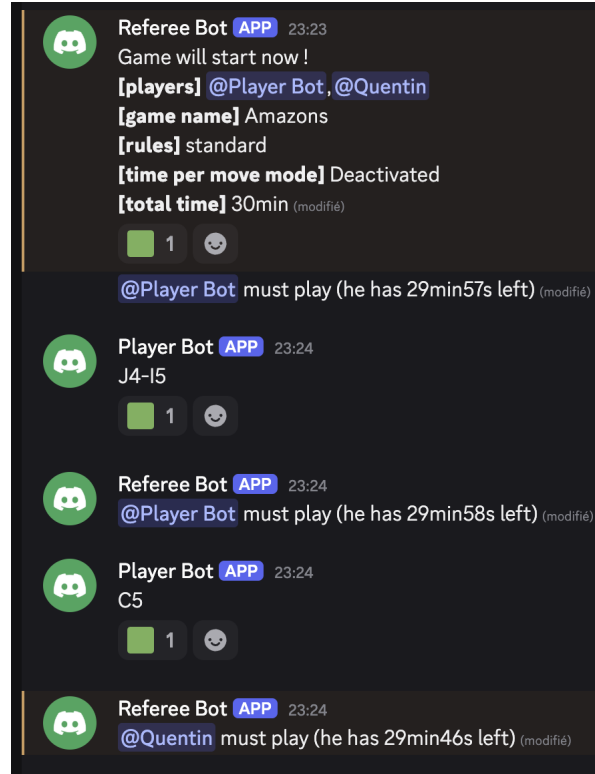 Referee Bot APP 23:23
Game will start now !
[players] @Player Bot,@Quentin
[game name] Amazons
[rules] standard
[time per move mode] Deactivated
[total time] 30min (modifié)
1
@Player Bot must play (he has 29min57s left) (modifié)
Player Bot APP 23:24
J4-I5
1
Referee Bot APP 23:24
@Player Bot must play (he has 29min58s left) (modifié)
Player Bot APP 23:24
C5
1
Referee Bot APP 23:24
@Quentin must play (he has 29min46s left) (modifié)